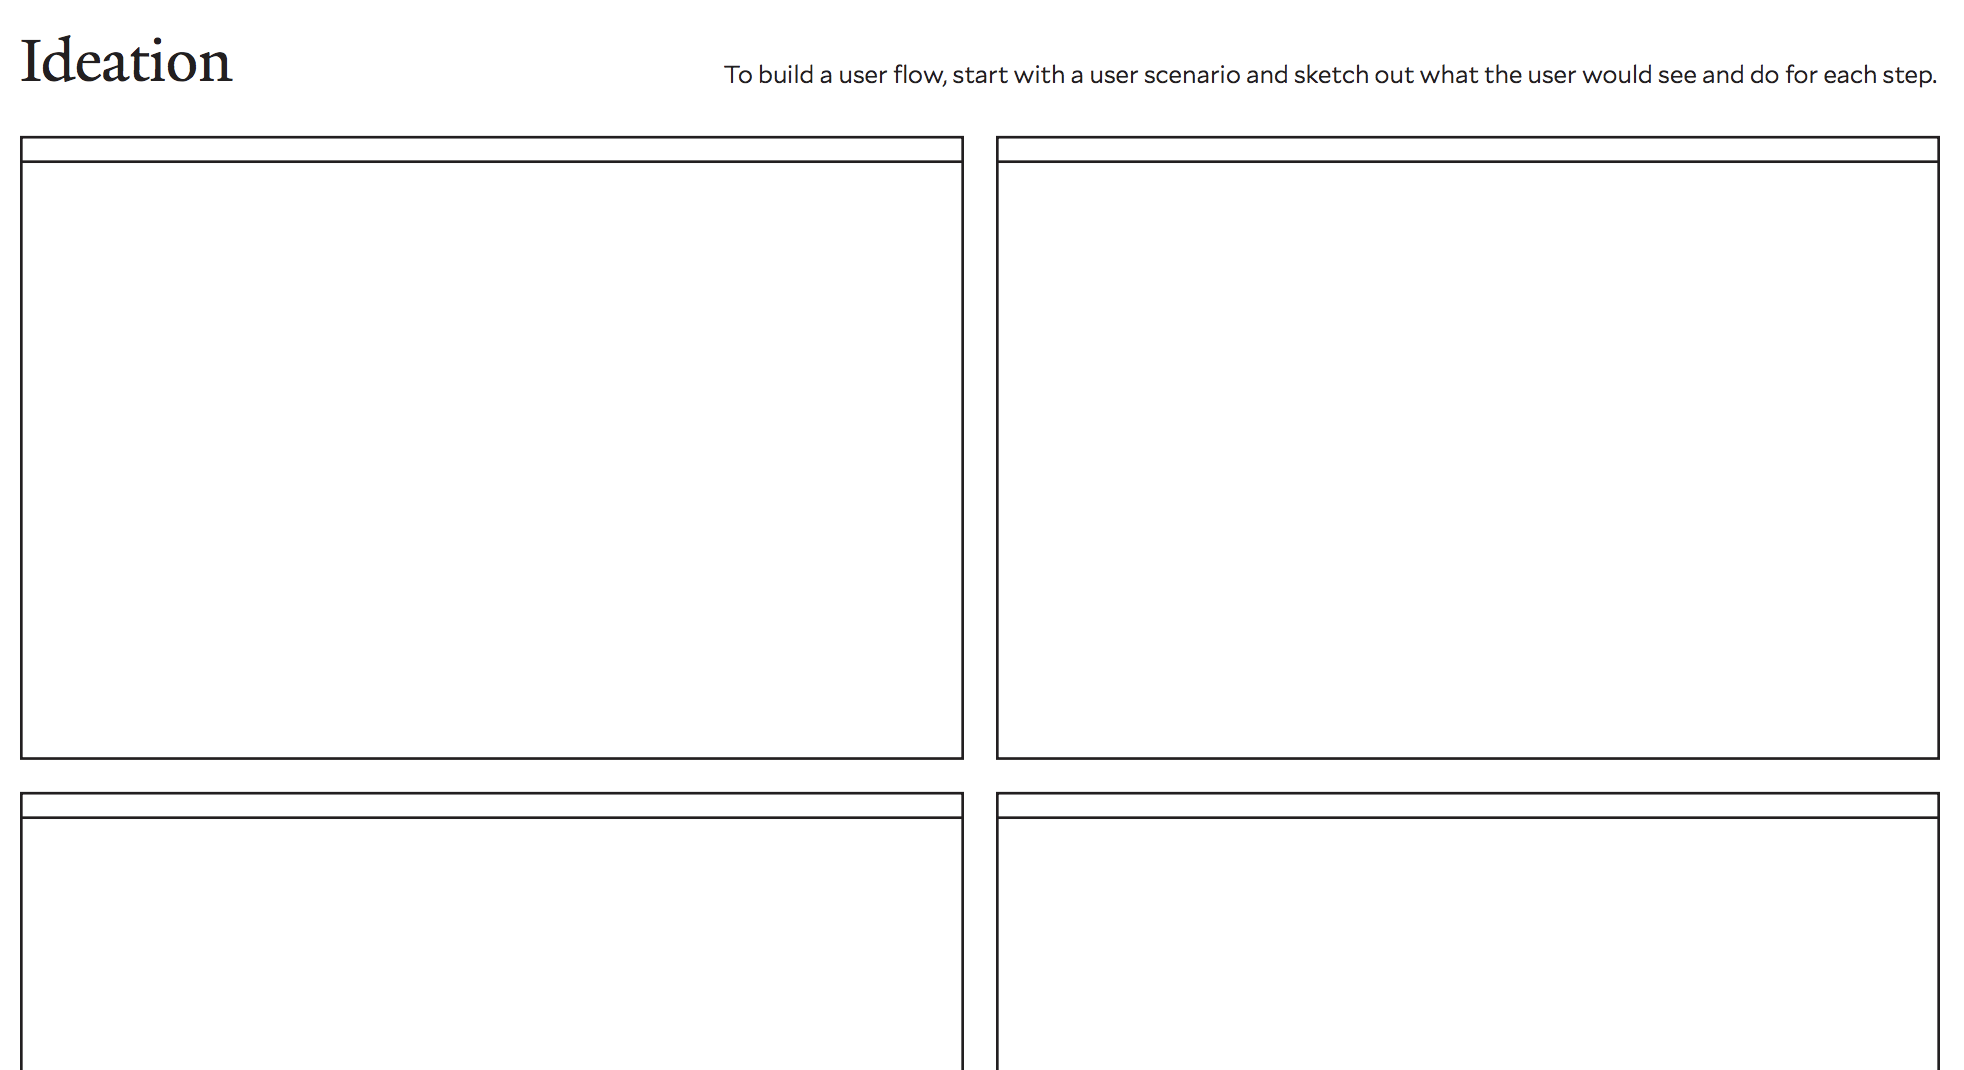 Ideation
To build a user flow, start with a user scenario and sketch out what the user would see and do for each step.